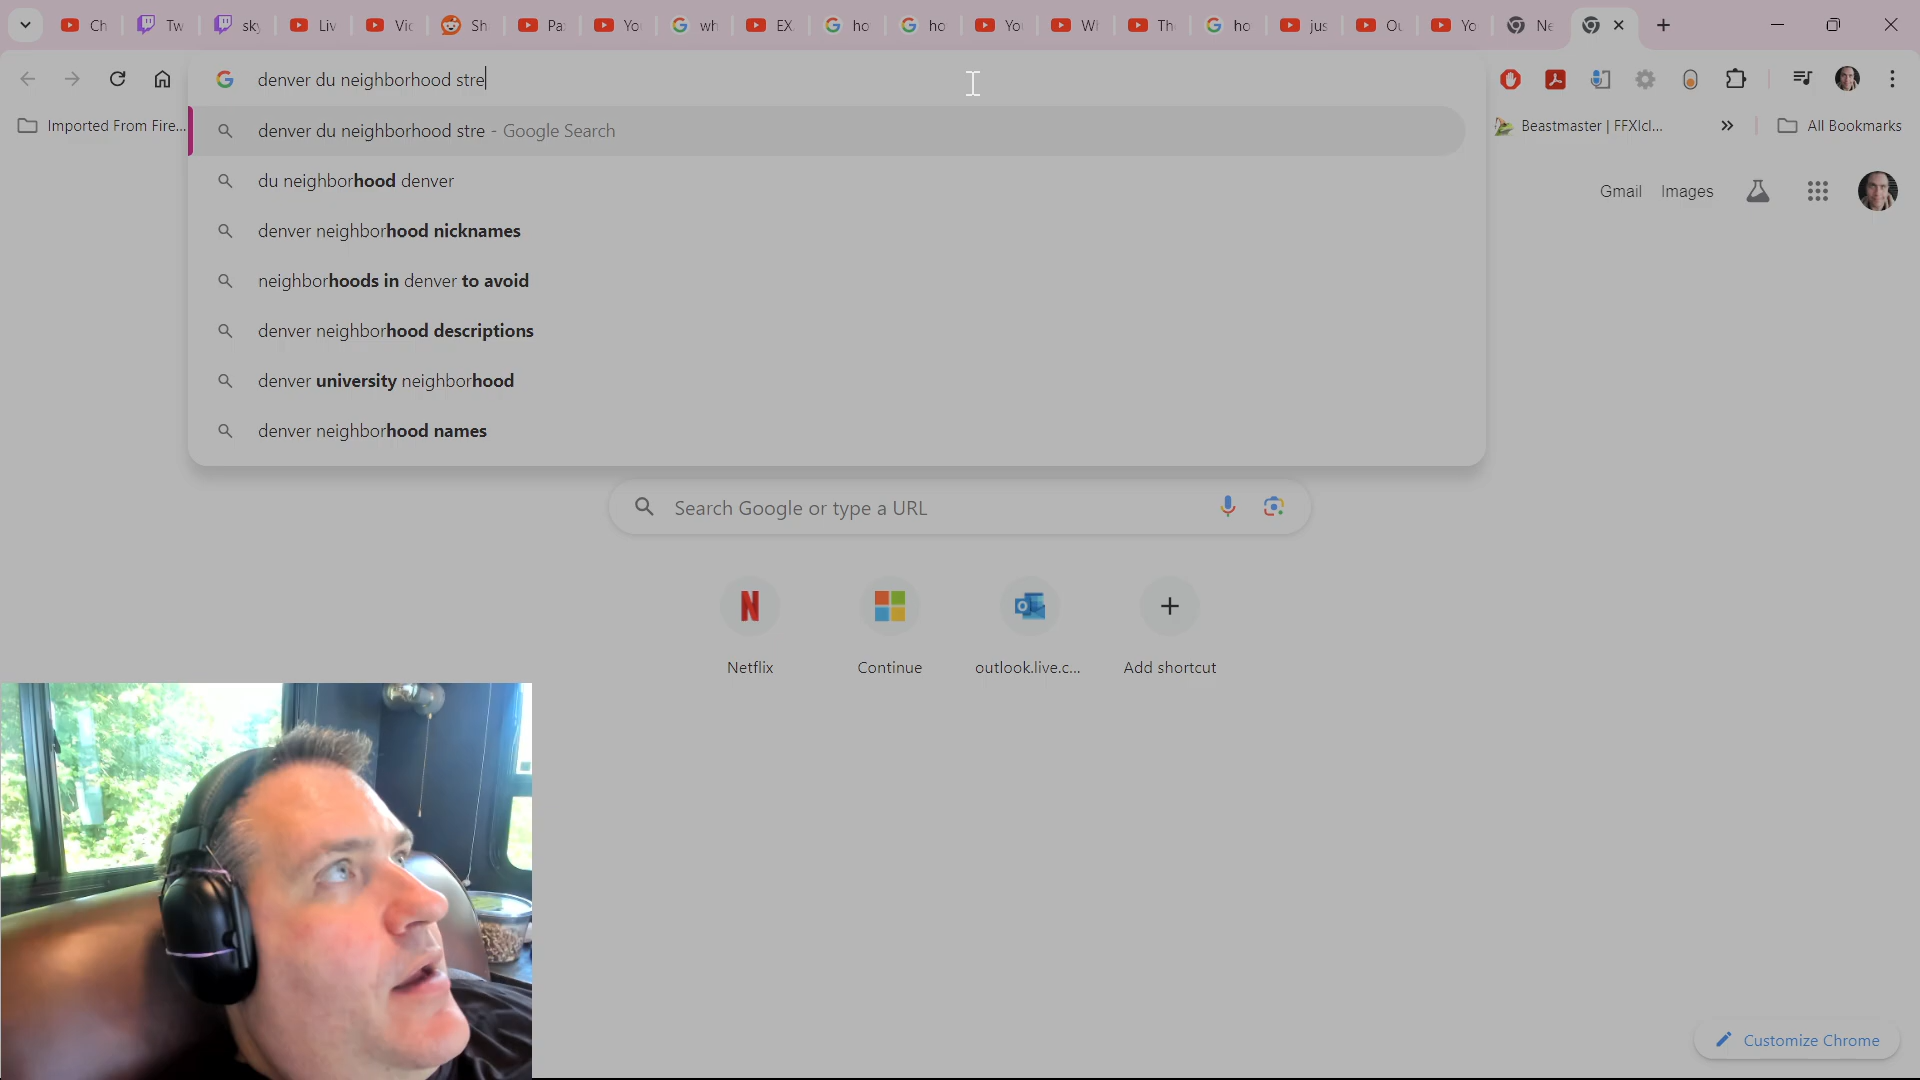 Ch
Tw
sky
Liv
Vic
Sh
Pa
Yo
wh
EX
ho
ho
Yo
Wh
Th
ho
jus
Ou
Yo
Ne
denver du neighborhood stre
Imported From Fire...
denver du neighborhood stre - Google Search
Beastmaster | FFXIcl...
All Bookmarks
du neighborhood denver
Gmail Images
denver neighborhood nicknames
neighborhoods in denver to avoid
denver neighborhood descriptions
denver university neighborhood
denver neighborhood names
Search Google or type a URL
Netflix
Continue
outlook.live.c...
Add shortcut
Customize Chrome